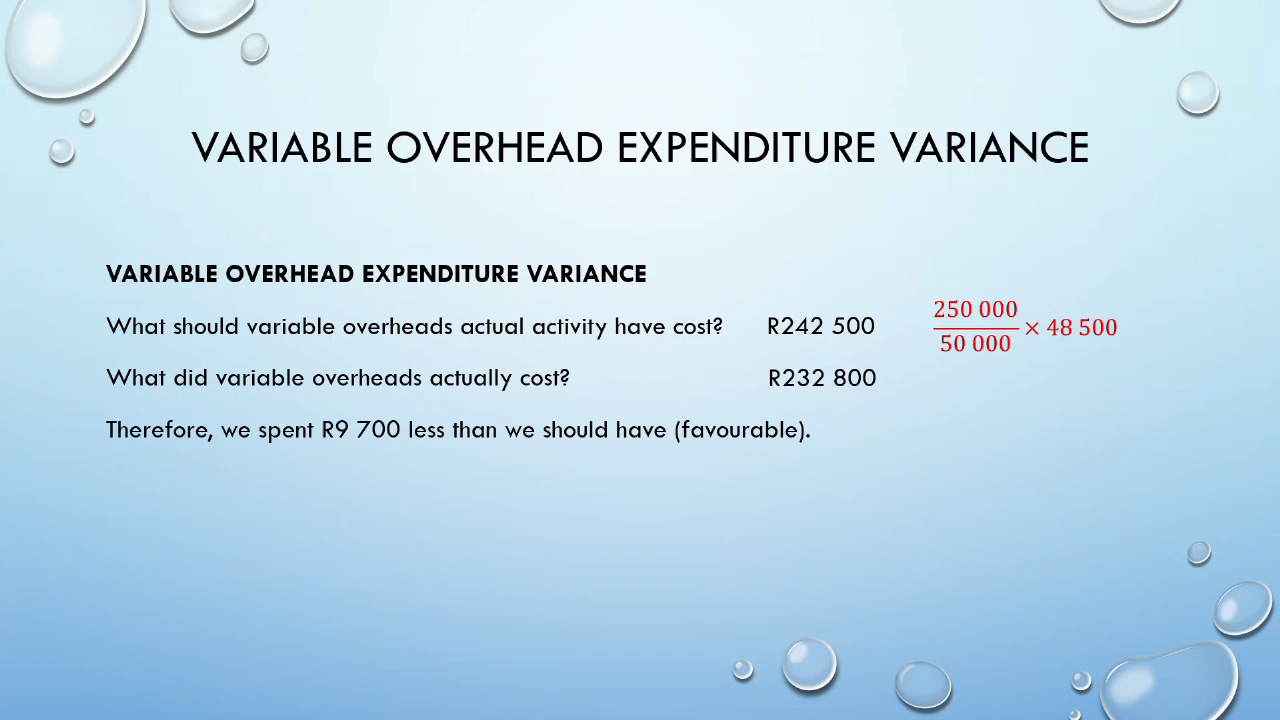 VARIABLE OVERHEAD EXPENDITURE VARIANCE
VARIABLE OVERHEAD EXPENDITURE VARIANCE
What should variable overheads actual activity have cost? R242 500 250 000 / 50 000 × 48 500
What did variable overheads actually cost? R232 800
Therefore, we spent R9 700 less than we should have (favourable).